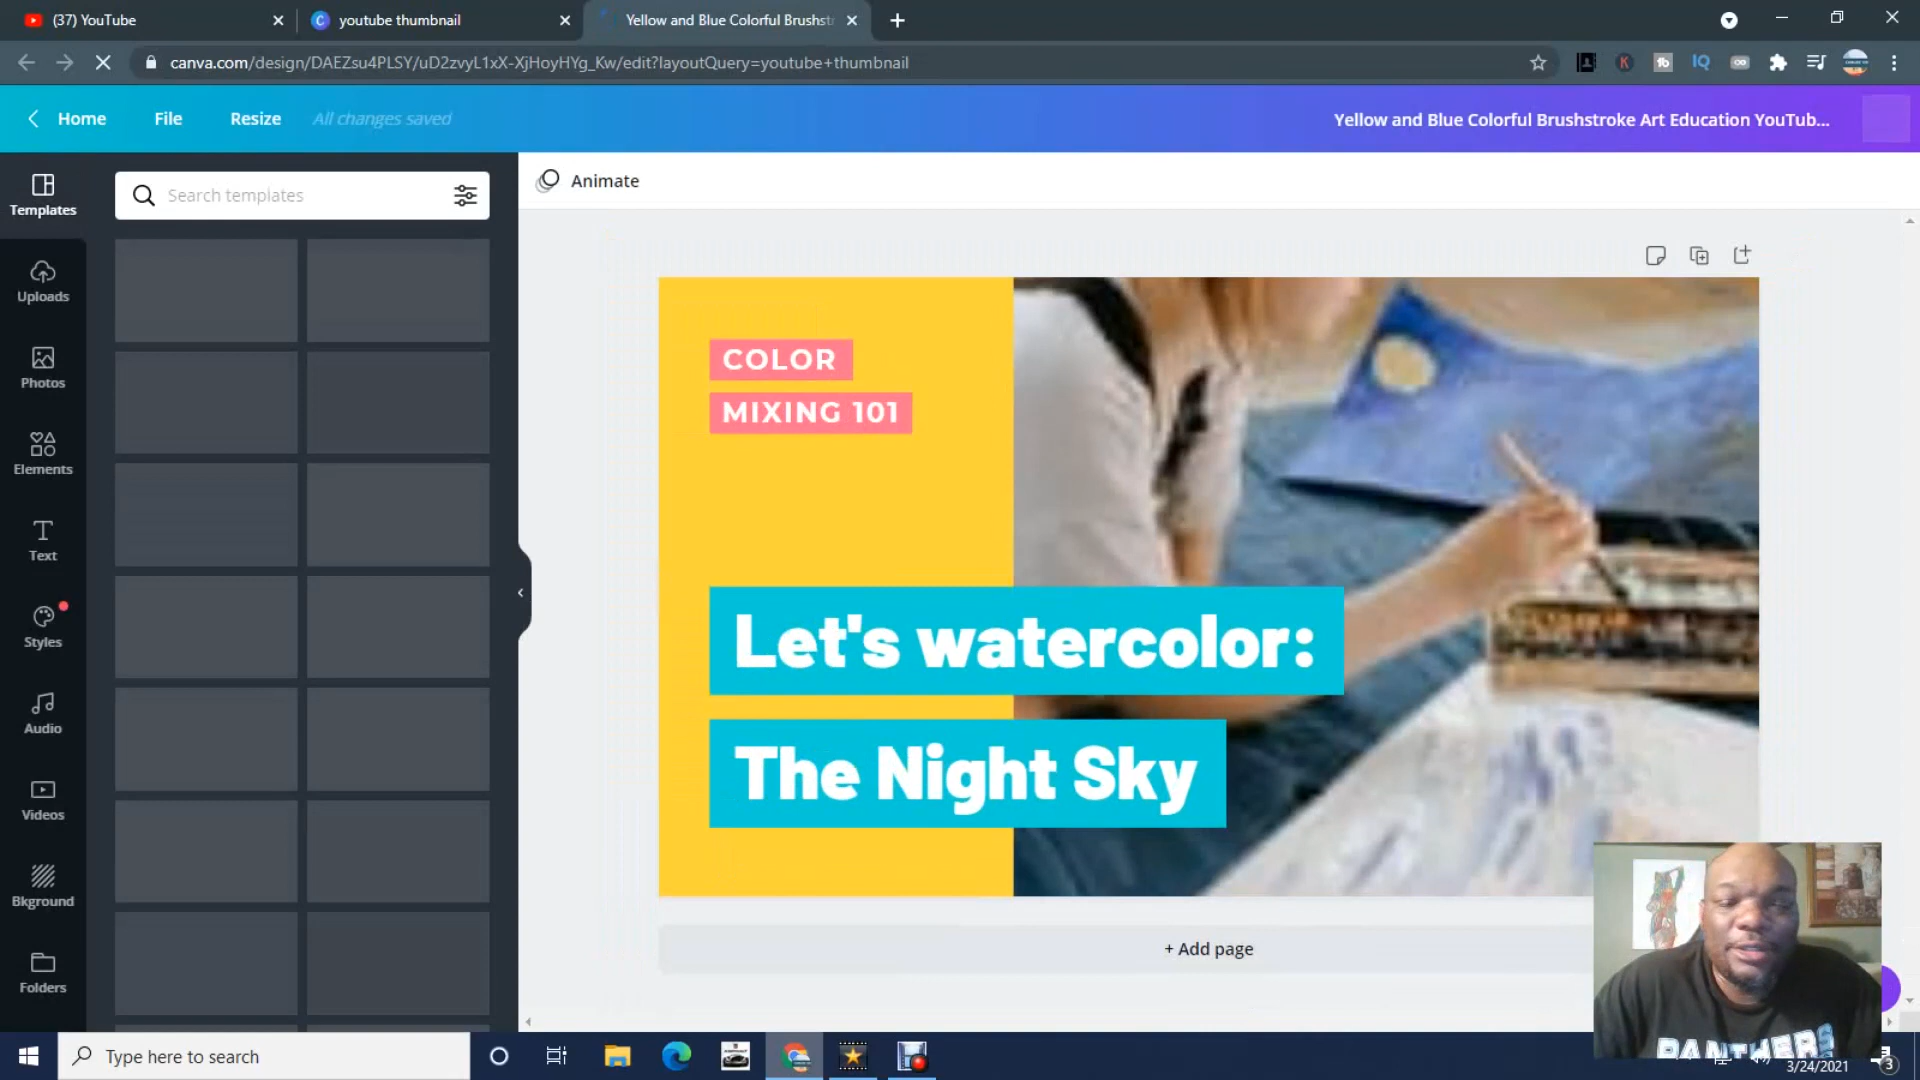 (37) YouTube
youtube thumbnail
Yellow and Blue Colorful Brushst
canva.com/design/DAEZsu4PLSY/uD2zvyL1xX-XjHoyHYg_Kw/edit?layoutQuery=youtube+thumbnail
Home
File
Resize
All changes saved
Yellow and Blue Colorful Brushstroke Art Education YouTub...
Templates
Search templates
Animate
Uploads
Photos
Elements
Text
Styles
Audio
Videos
Bkground
Folders
COLOR
MIXING 101
Let's watercolor:
The Night Sky
+ Add page
PANTHERS
Type here to search
3/24/2021
3